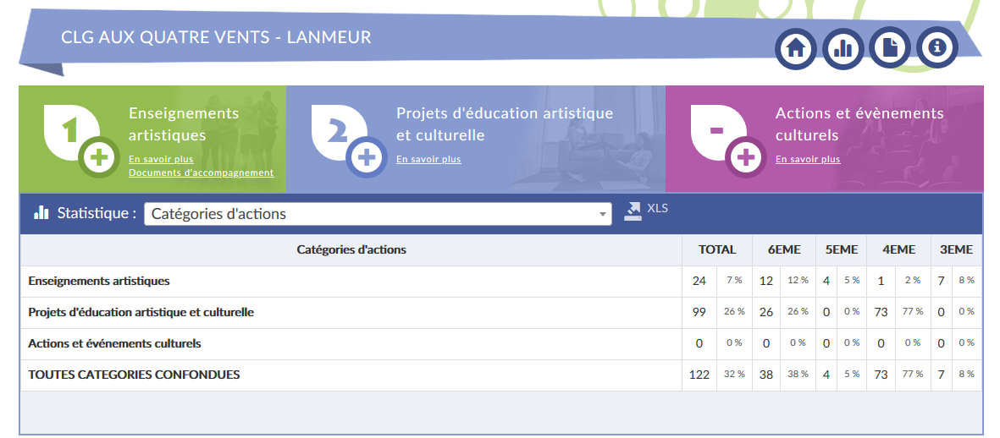 CLG AUX QUATRE VENTS - LANMEUR
1
Enseignements
artistiques
En savoir plus
Documents d'accompagnement
2
Projets d'éducation artistique
et culturelle
En savoir plus
-
Actions et évènements
culturels
En savoir plus
Statistique : Catégories d'actions XLS
Catégories d'actions TOTAL 6EME 5EME 4EME 3EME
Enseignements artistiques 24 7 % 12 12 % 4 5 % 1 2 % 7 8 %
Projets d'éducation artistique et culturelle 99 26 % 26 26 % 0 0 % 73 77 % 0 0 %
Actions et événements culturels 0 0 % 0 0 % 0 0 % 0 0 % 0 0 %
TOUTES CATEGORIES CONFONDUES 122 32 % 38 38 % 4 5 % 73 77 % 7 8 %